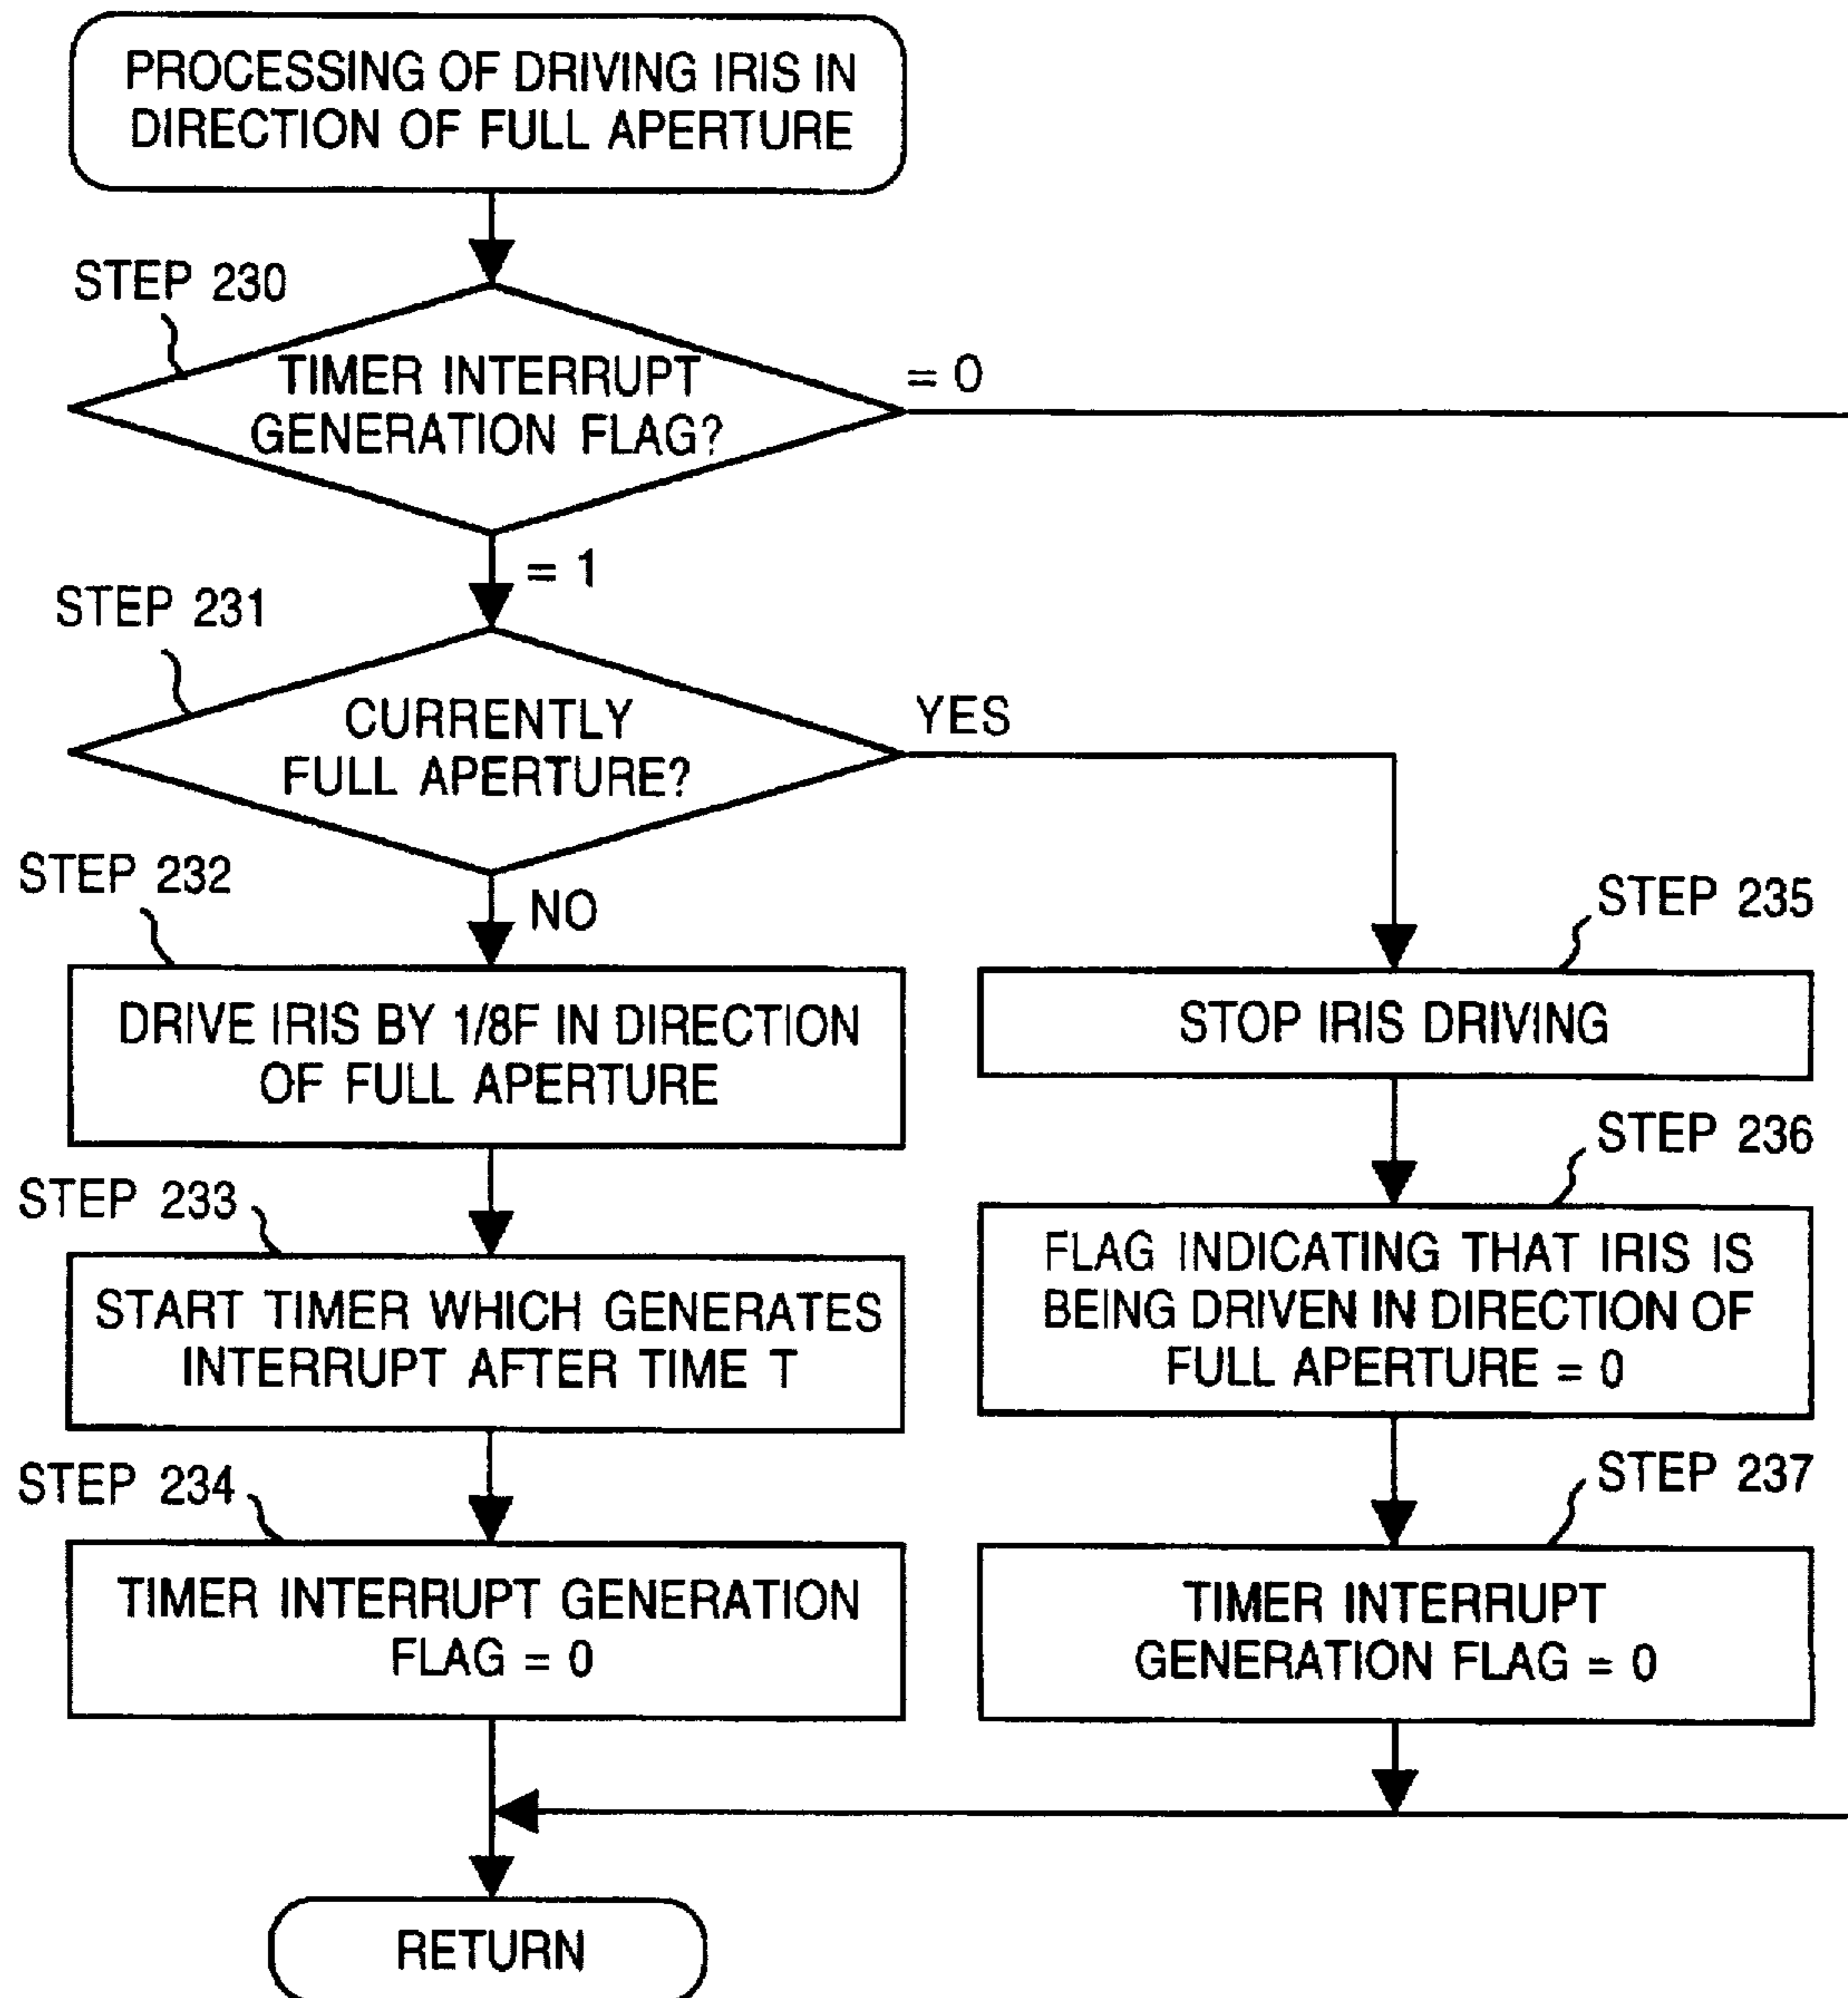 PROCESSING OF DRIVING IRIS IN
DIRECTION OF FULL APERTURE
STEP 230
TIMER INTERRUPT
GENERATION FLAG?
= 0
= 1
STEP 231
CURRENTLY
FULL APERTURE?
YES
NO
STEP 232
DRIVE IRIS BY 1/8F IN DIRECTION
OF FULL APERTURE
STEP 233
START TIMER WHICH GENERATES
INTERRUPT AFTER TIME T
STEP 234
TIMER INTERRUPT GENERATION
FLAG = 0
STEP 235
STOP IRIS DRIVING
STEP 236
FLAG INDICATING THAT IRIS IS
BEING DRIVEN IN DIRECTION OF
FULL APERTURE = 0
STEP 237
TIMER INTERRUPT
GENERATION FLAG = 0
RETURN